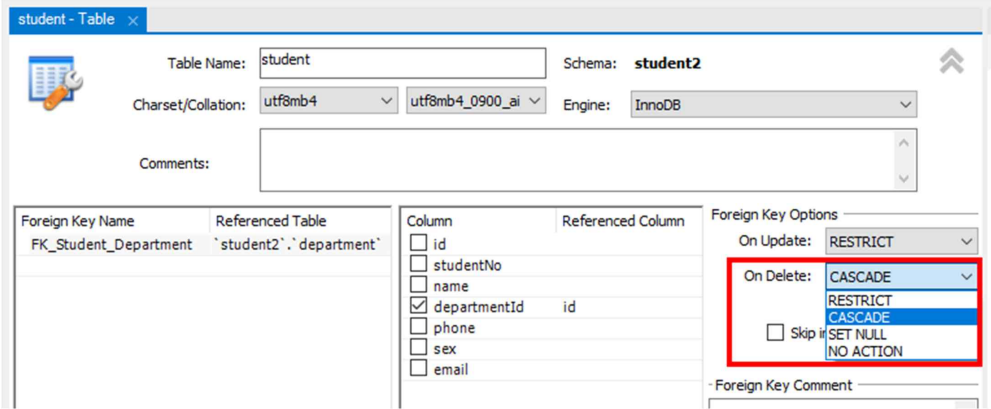 student - Table ×
Table Name: student Schema: student2
Charset/Collation: utf8mb4 utf8mb4_0900_ai Engine: InnoDB
Comments:
Foreign Key Name Referenced Table
FK_Student_Department `student2`.`department`
Column Referenced Column
id
studentNo
name
departmentId id
phone
sex
email
Foreign Key Options
On Update: RESTRICT
On Delete: CASCADE
RESTRICT
CASCADE
Skip i SET NULL
NO ACTION
Foreign Key Comment